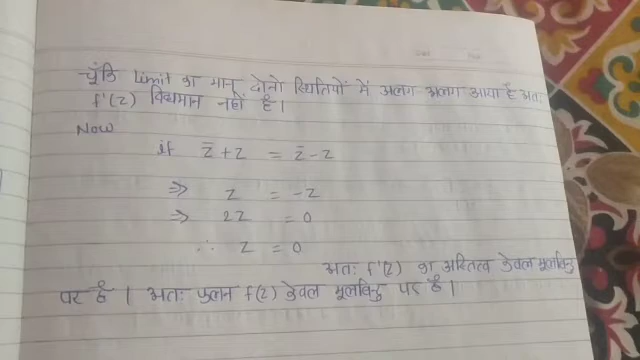 चूंकि Limit का मान दोनो स्थितियों में अलग अलग आया है अतः
f'(z) विद्यमान नहीं है।
Now
if z̄ + z = z̄ - z
⇒ z = -z
⇒ 2z = 0
∴ z = 0
अतः f'(z) का अस्तित्व केवल मूलबिन्दु
पर है। अतः फलन f(z) केवल मूलबिन्दु पर है।